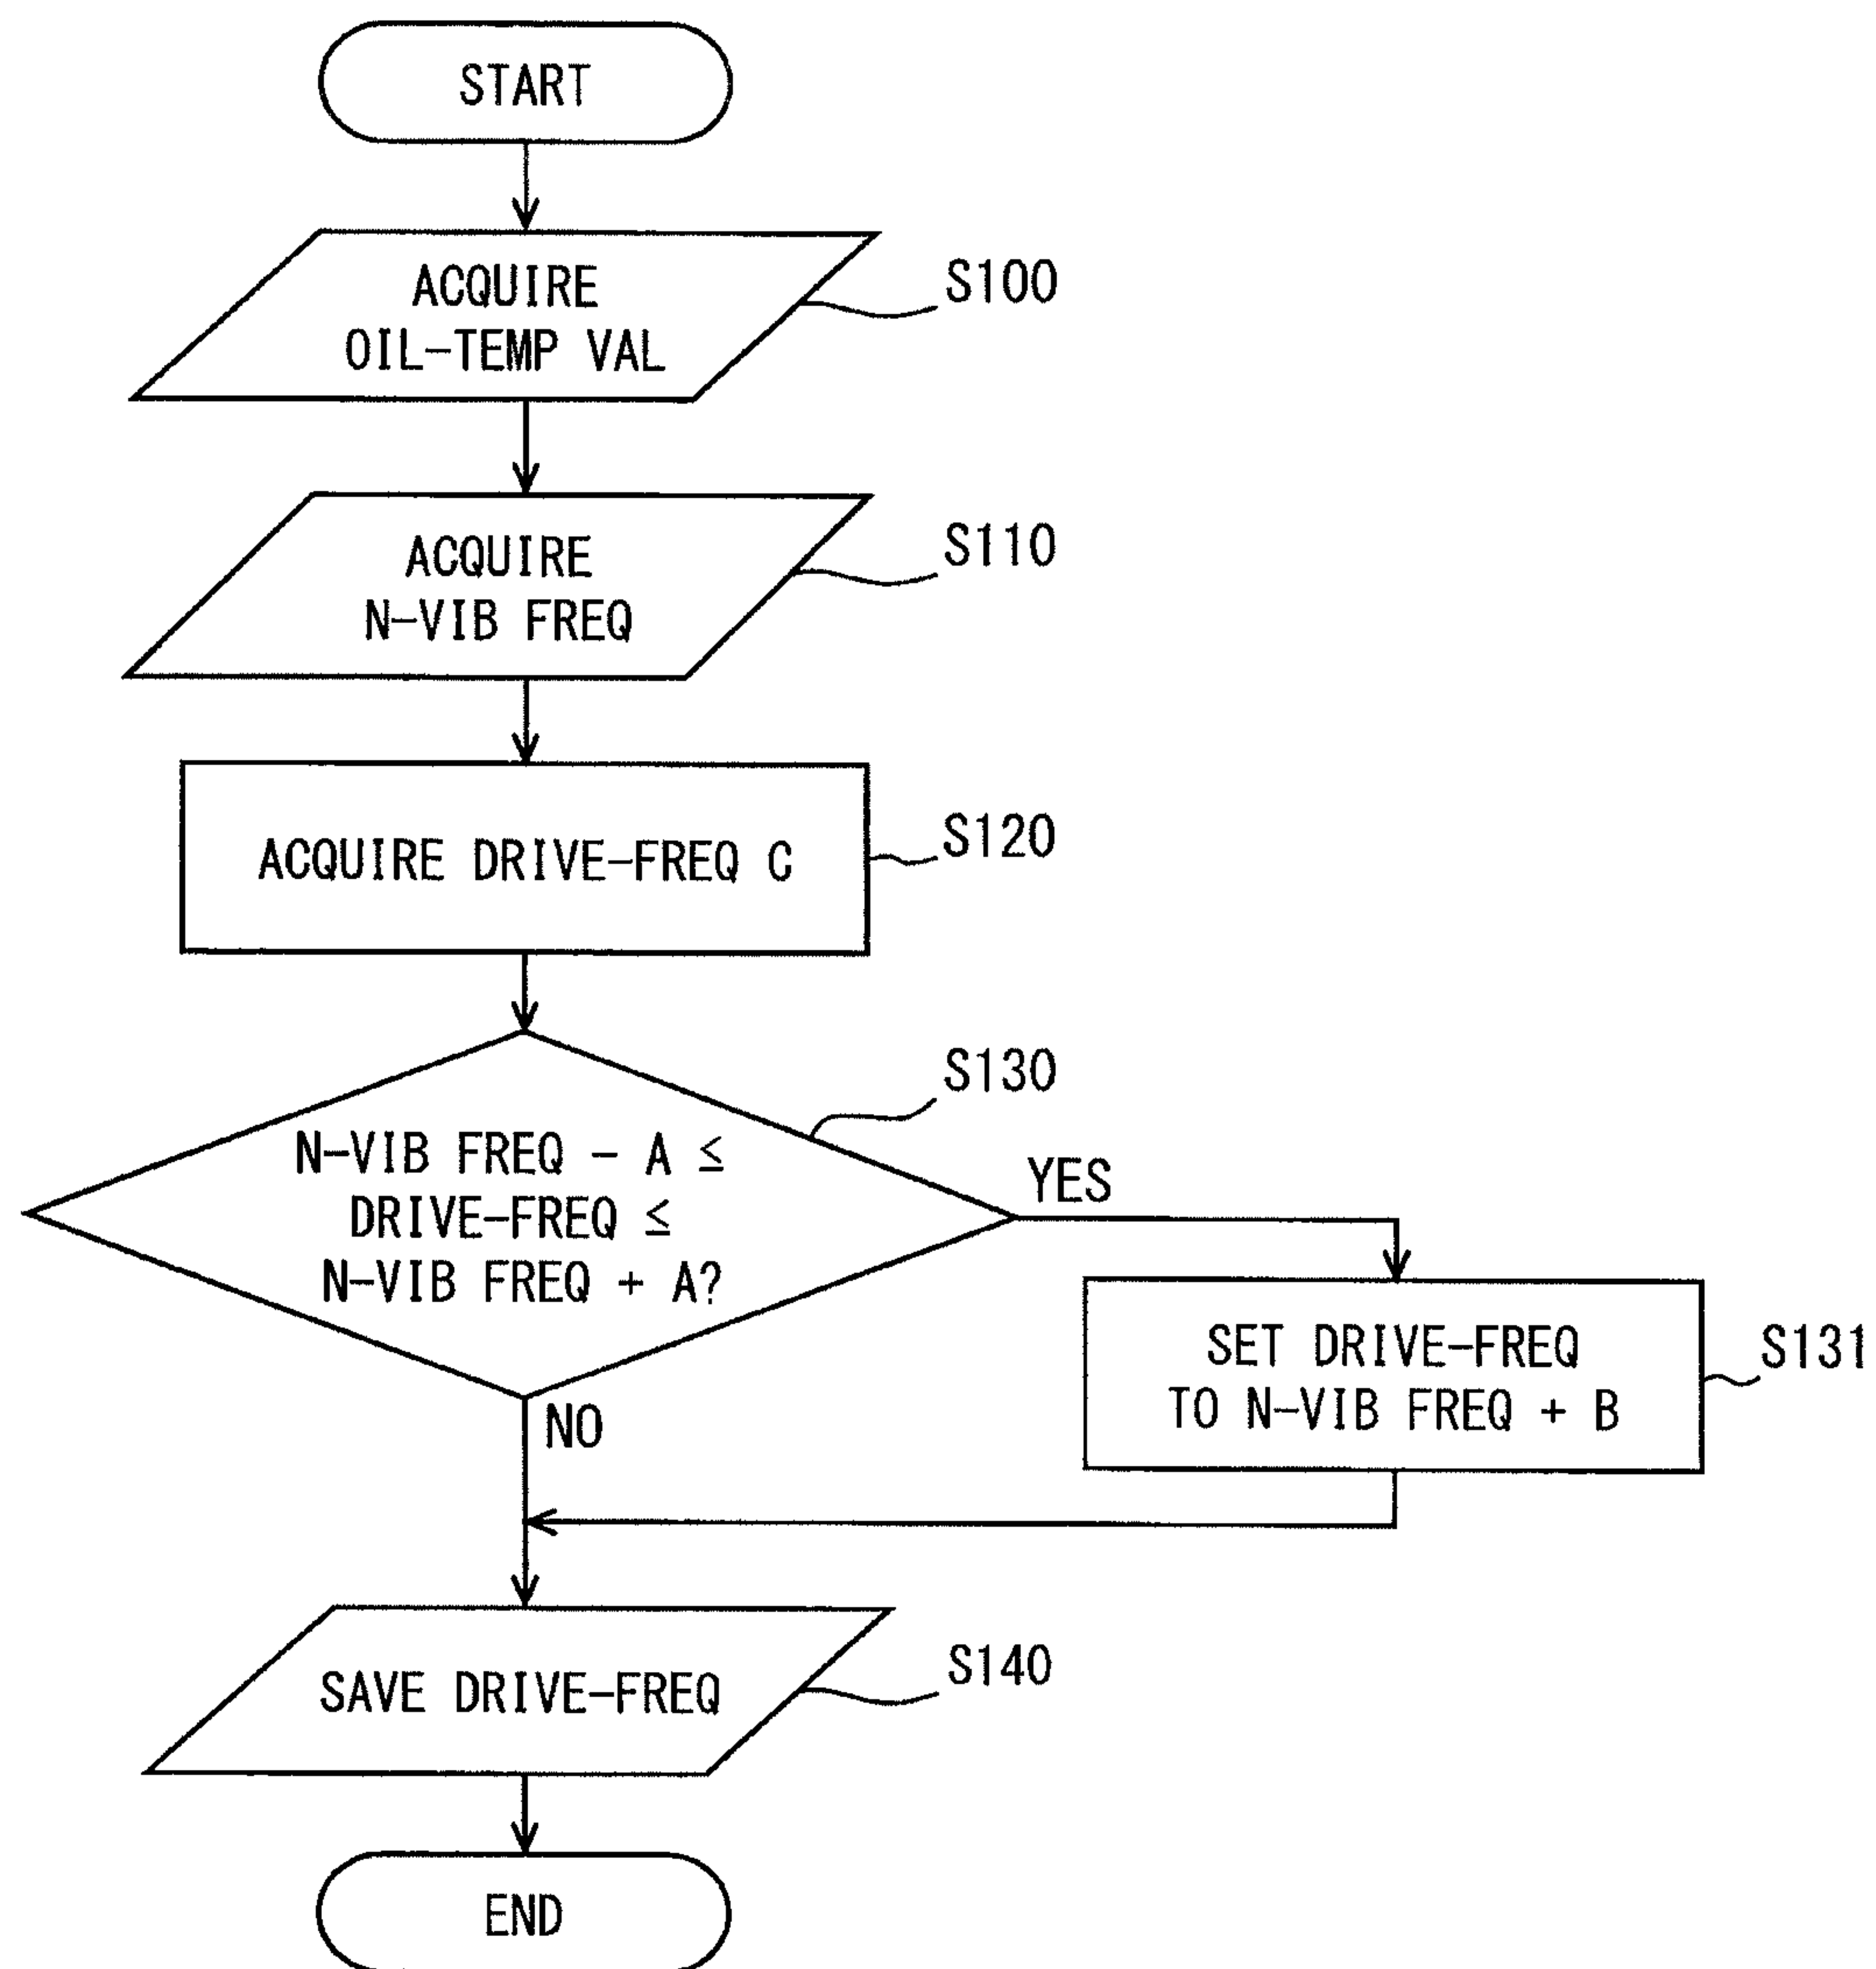 START
ACQUIRE
OIL-TEMP VAL
S100
ACQUIRE
N-VIB FREQ
S110
ACQUIRE DRIVE-FREQ C
S120
N-VIB FREQ - A ≤
DRIVE-FREQ ≤
N-VIB FREQ + A?
S130
YES
SET DRIVE-FREQ
TO N-VIB FREQ + B
S131
NO
SAVE DRIVE-FREQ
S140
END